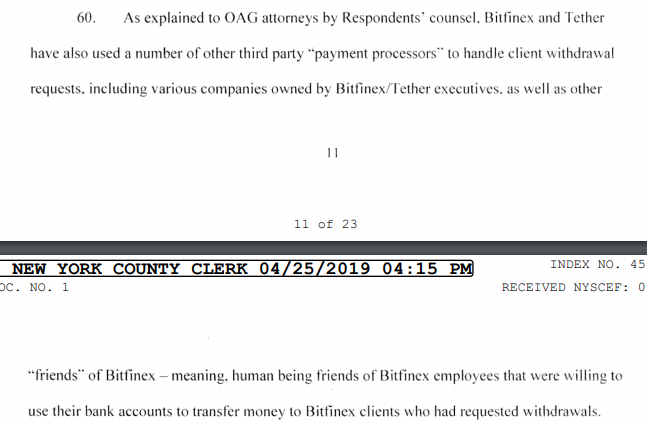 60. As explained to OAG attorneys by Respondents' counsel, Bitfinex and Tether
have also used a number of other third party “payment processors” to handle client withdrawal
requests, including various companies owned by Bitfinex/Tether executives, as well as other
11
11 of 23
NEW YORK COUNTY CLERK 04/25/2019 04:15 PM
INDEX NO. 45
OC. NO. 1
RECEIVED NYSCEF: 0
“friends” of Bitfinex – meaning, human being friends of Bitfinex employees that were willing to
use their bank accounts to transfer money to Bitfinex clients who had requested withdrawals.